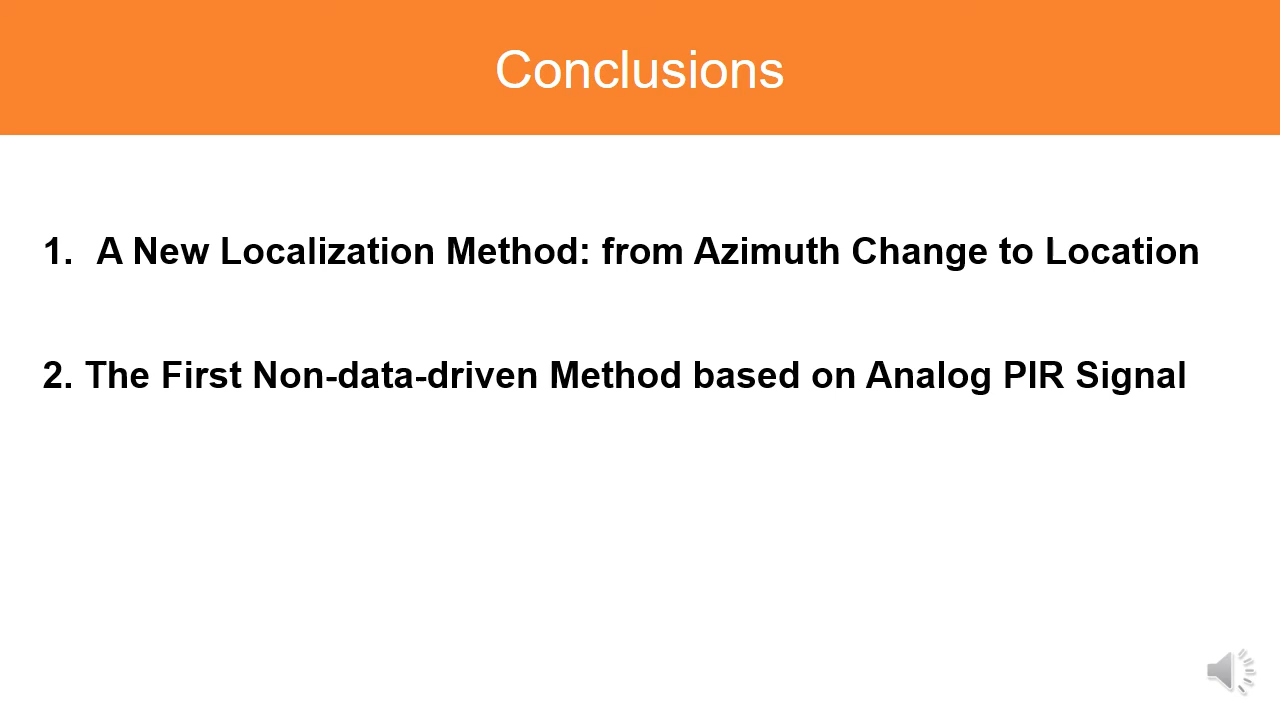 Conclusions
1. A New Localization Method: from Azimuth Change to Location
2. The First Non-data-driven Method based on Analog PIR Signal